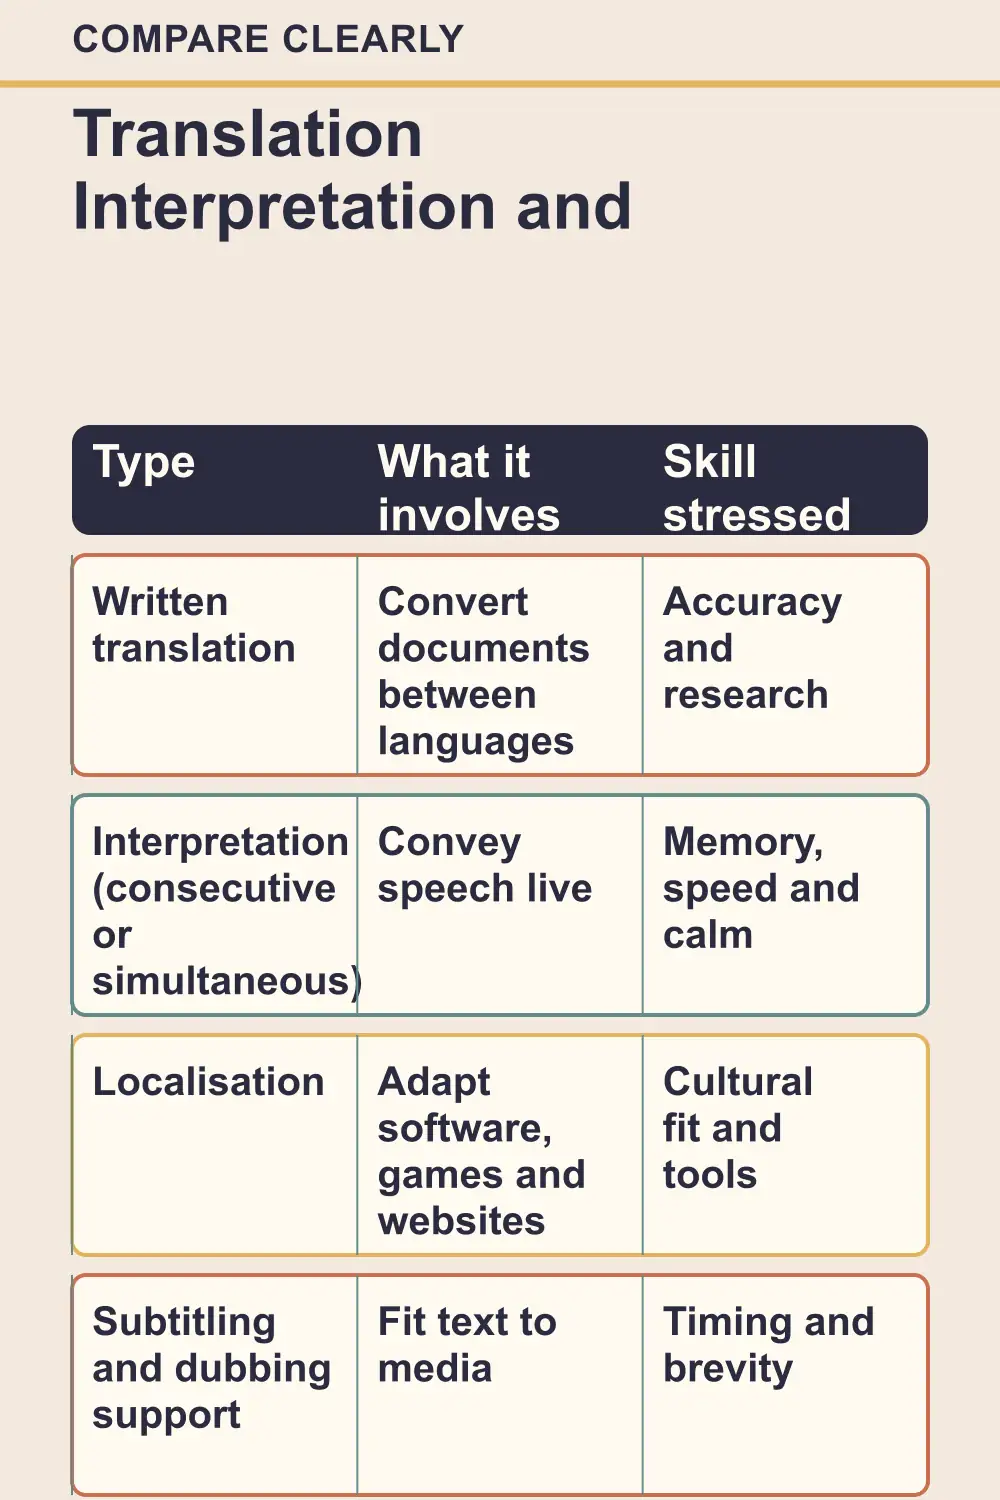 COMPARE CLEARLY
Translation
Interpretation and
Type
What it
involves
Skill
stressed
Written
translation
Convert
documents
between
languages
Accuracy
and
research
Interpretation
(consecutive
or
simultaneous)
Convey
speech live
Memory,
speed and
calm
Localisation
Adapt
software,
games and
websites
Cultural
fit and
tools
Subtitling
and dubbing
support
Fit text to
media
Timing and
brevity